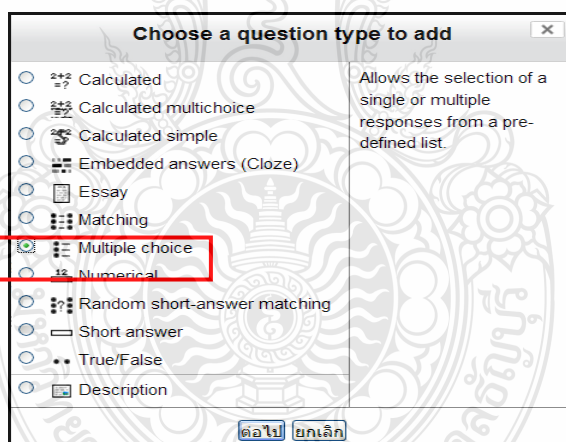 Choose a question type to add
Calculated
Calculated multichoice
Calculated simple
Embedded answers (Cloze)
Essay
Matching
Multiple choice
Numerical
Random short-answer matching
Short answer
True/False
Description
Allows the selection of a
single or multiple
responses from a pre-
defined list.
ต่อไป ยกเลิก